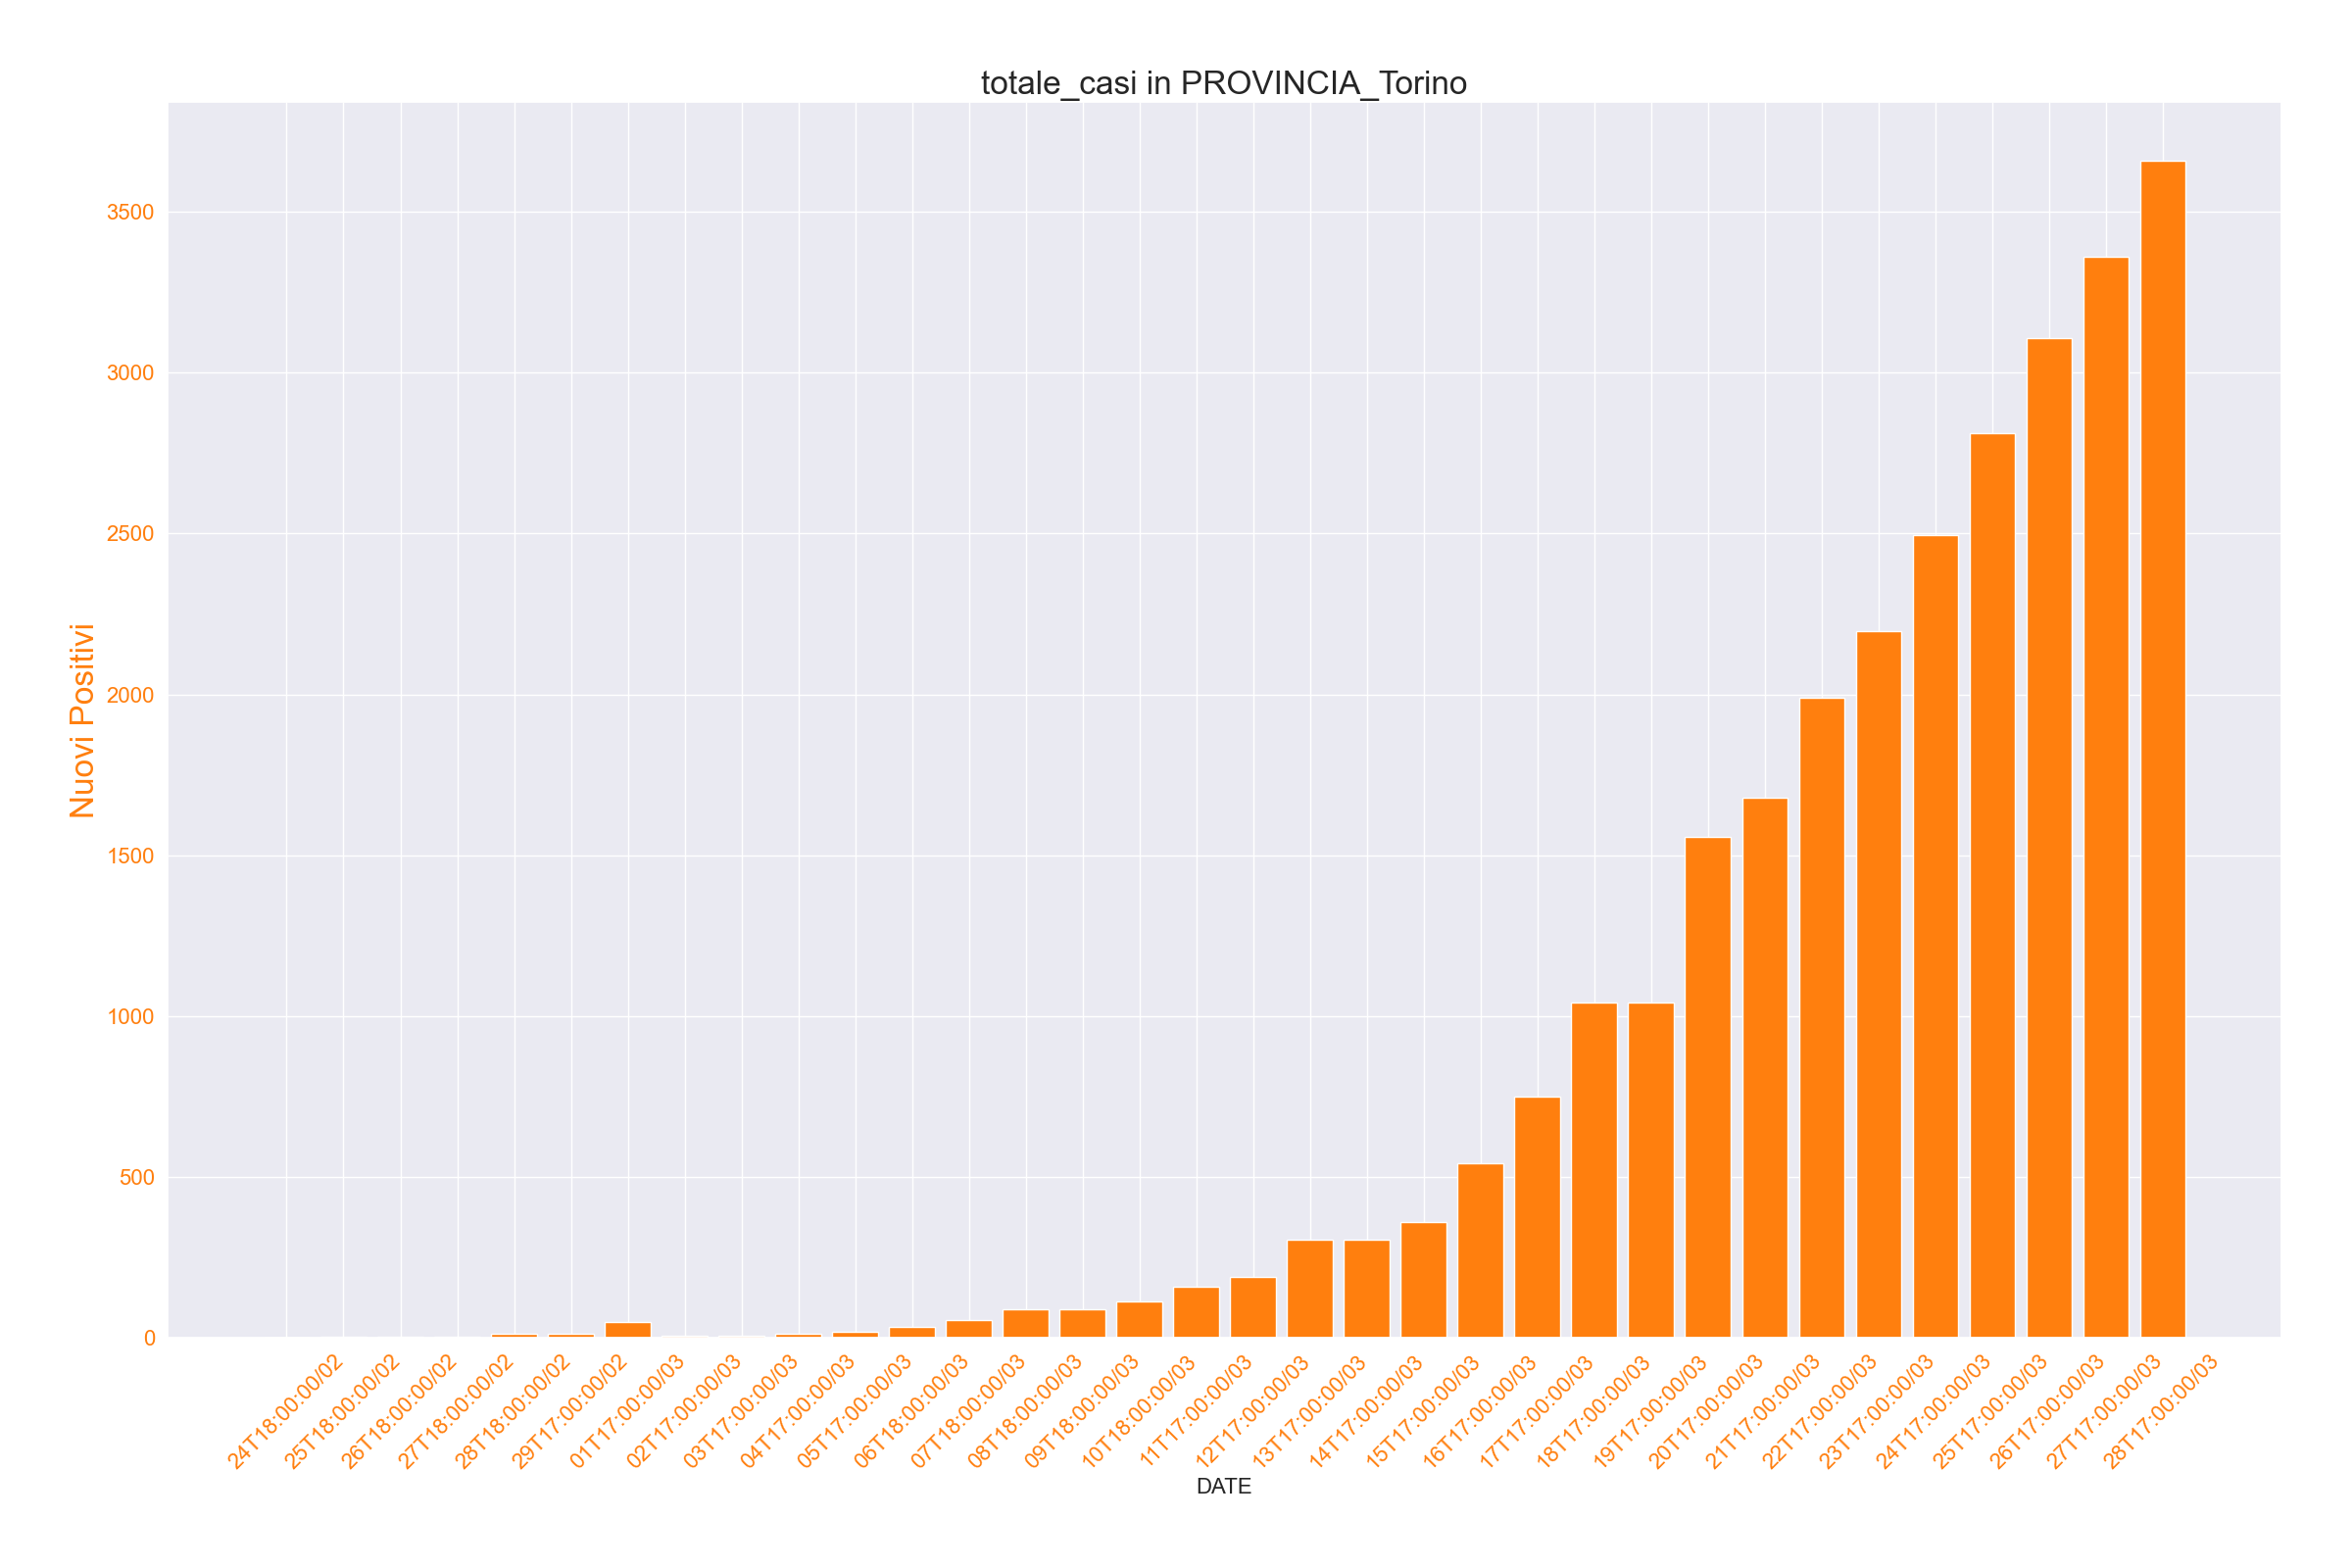 totale_casi in PROVINCIA_Torino
Nuovi Positivi
3500
3000
2500
2000
1500
1000
500
0
24T18:00:00/02
25T18:00:00/02
26T18:00:00/02
27T18:00:00/02
28T18:00:00/02
29T17:00:00/02
01T17:00:00/03
02T17:00:00/03
03T17:00:00/03
04T17:00:00/03
05T17:00:00/03
06T18:00:00/03
07T18:00:00/03
08T18:00:00/03
09T18:00:00/03
10T18:00:00/03
11T17:00:00/03
12T17:00:00/03
13T17:00:00/03
14T17:00:00/03
15T17:00:00/03
16T17:00:00/03
17T17:00:00/03
18T17:00:00/03
19T17:00:00/03
20T17:00:00/03
21T17:00:00/03
22T17:00:00/03
23T17:00:00/03
24T17:00:00/03
25T17:00:00/03
26T17:00:00/03
27T17:00:00/03
28T17:00:00/03
DATE